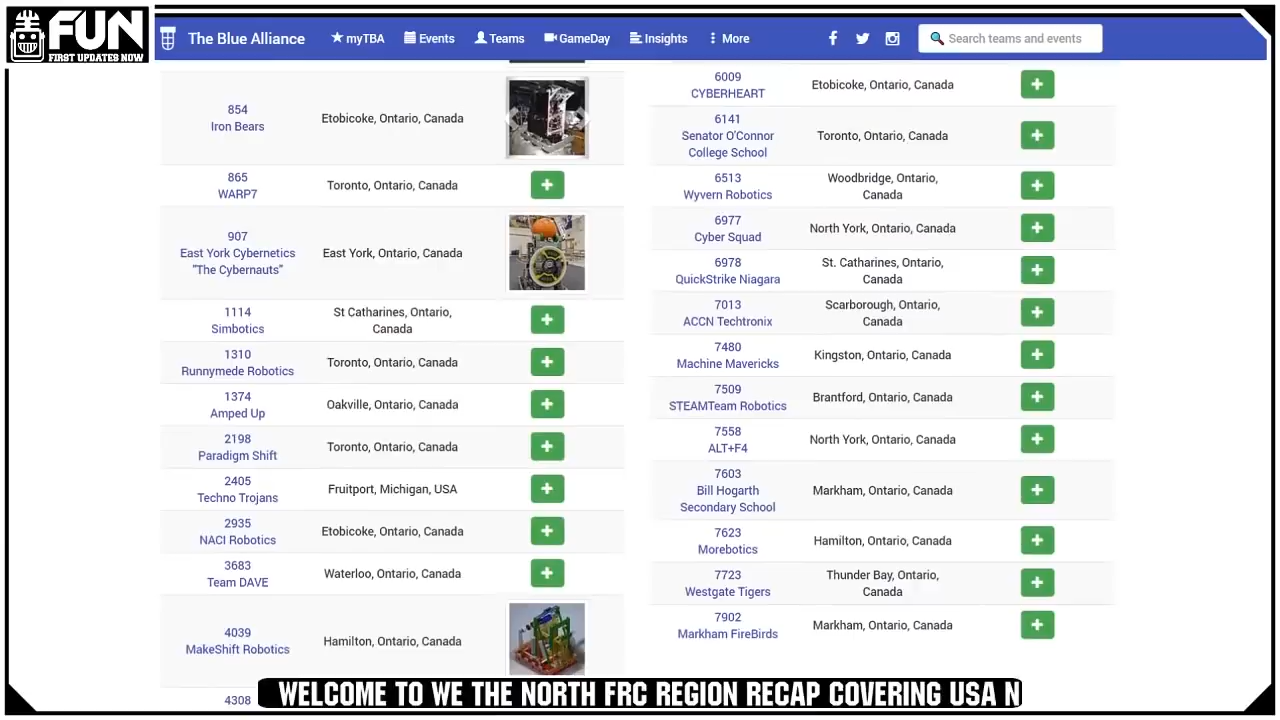 FUN
FIRST UPDATES NOW
The Blue Alliance
myTBA
Events
Teams
GameDay
Insights
More
Search teams and events
854
Iron Bears
Etobicoke, Ontario, Canada
865
WARP7
Toronto, Ontario, Canada
907
East York Cybernetics
"The Cybernauts"
East York, Ontario, Canada
1114
Simbotics
St Catharines, Ontario,
Canada
1310
Runnymede Robotics
Toronto, Ontario, Canada
1374
Amped Up
Oakville, Ontario, Canada
2198
Paradigm Shift
Toronto, Ontario, Canada
2405
Techno Trojans
Fruitport, Michigan, USA
2935
NACI Robotics
Etobicoke, Ontario, Canada
3683
Team DAVE
Waterloo, Ontario, Canada
4039
MakeShift Robotics
Hamilton, Ontario, Canada
4308
6009
CYBERHEART
Etobicoke, Ontario, Canada
6141
Senator O'Connor
College School
Toronto, Ontario, Canada
6513
Wyvern Robotics
Woodbridge, Ontario,
Canada
6977
Cyber Squad
North York, Ontario, Canada
6978
QuickStrike Niagara
St. Catharines, Ontario,
Canada
7013
ACCN Techtronix
Scarborough, Ontario,
Canada
7480
Machine Mavericks
Kingston, Ontario, Canada
7509
STEAMTeam Robotics
Brantford, Ontario, Canada
7558
ALT+F4
North York, Ontario, Canada
7603
Bill Hogarth
Secondary School
Markham, Ontario, Canada
7623
Morebotics
Hamilton, Ontario, Canada
7723
Westgate Tigers
Thunder Bay, Ontario,
Canada
7902
Markham FireBirds
Markham, Ontario, Canada
WELCOME TO WE THE NORTH FRC REGION RECAP COVERING USA N